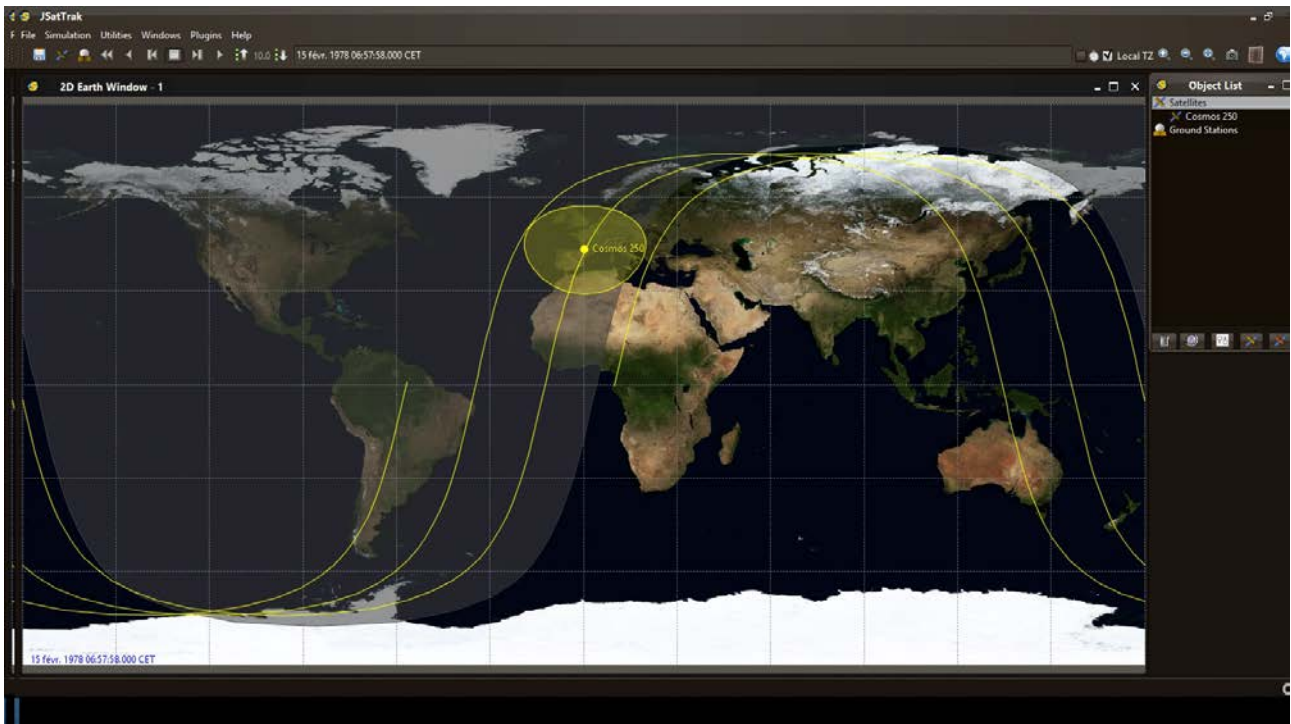 JSatTrak
File Simulation Utilities Windows Plugins Help
10.0 15 févr. 1978 06:57:58.000 CET Local TZ
2D Earth Window - 1
Object List
Satellites
Cosmos 250
Ground Stations
Cosmos 250
15 févr. 1978 06:57:58.000 CET